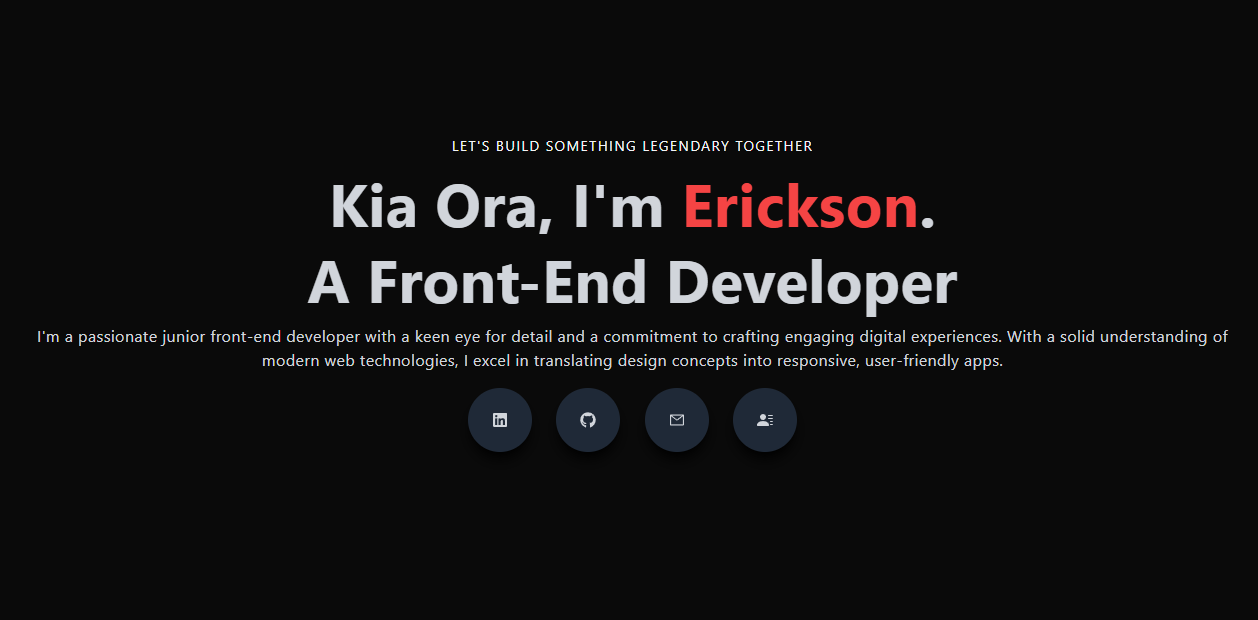 LET'S BUILD SOMETHING LEGENDARY TOGETHER
Kia Ora, I'm Erickson.
A Front-End Developer
I'm a passionate junior front-end developer with a keen eye for detail and a commitment to crafting engaging digital experiences. With a solid understanding of
modern web technologies, I excel in translating design concepts into responsive, user-friendly apps.